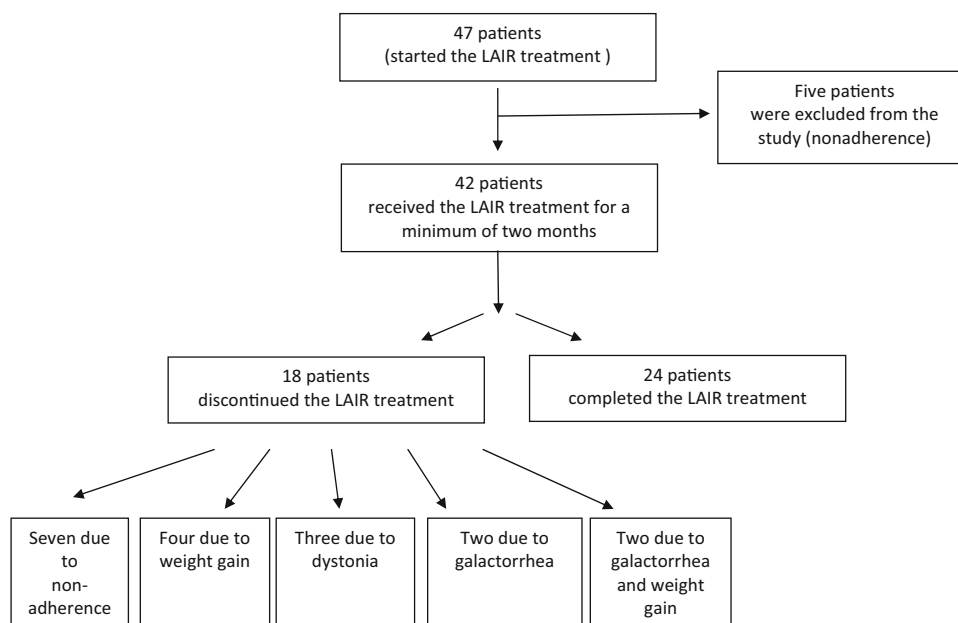 47 patients
(started the LAIR treatment )
Five patients
were excluded from the
study (nonadherence)
42 patients
received the LAIR treatment for a
minimum of two months
18 patients
discontinued the LAIR treatment
24 patients
completed the LAIR treatment
Seven due
to
non-
adherence
Four due to
weight gain
Three due to
dystonia
Two due to
galactorrhea
Two due to
galactorrhea
and weight
gain